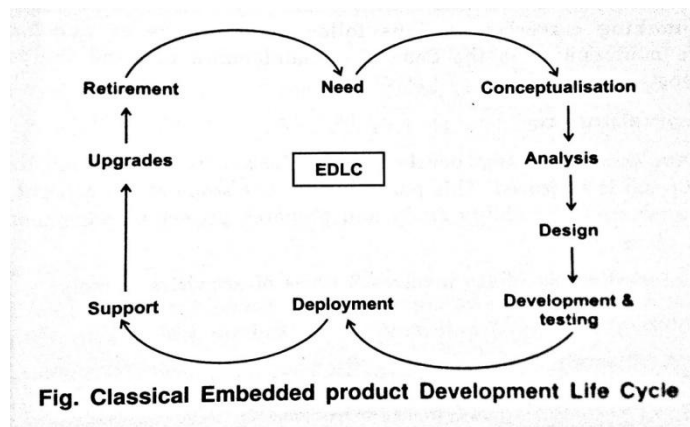 Retirement Need Conceptualisation
Upgrades EDLC Analysis
Design
Support Deployment Development &
testing
Fig. Classical Embedded product Development Life Cycle